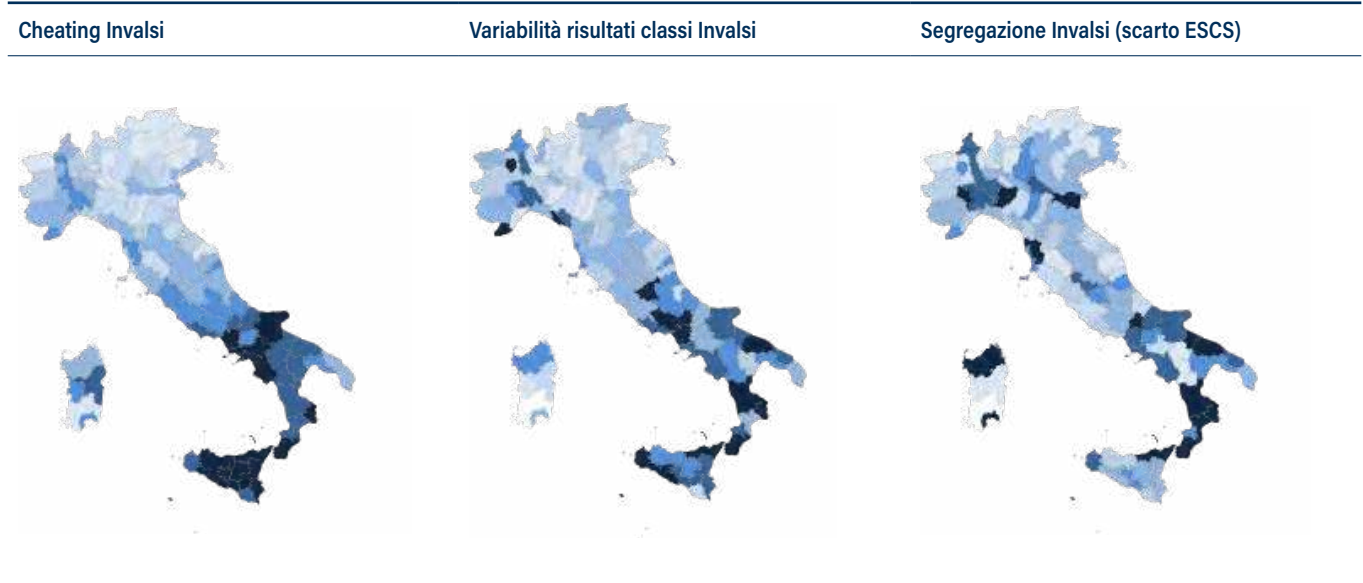 Cheating Invalsi
Variabilità risultati classi Invalsi
Segregazione Invalsi (scarto ESCS)